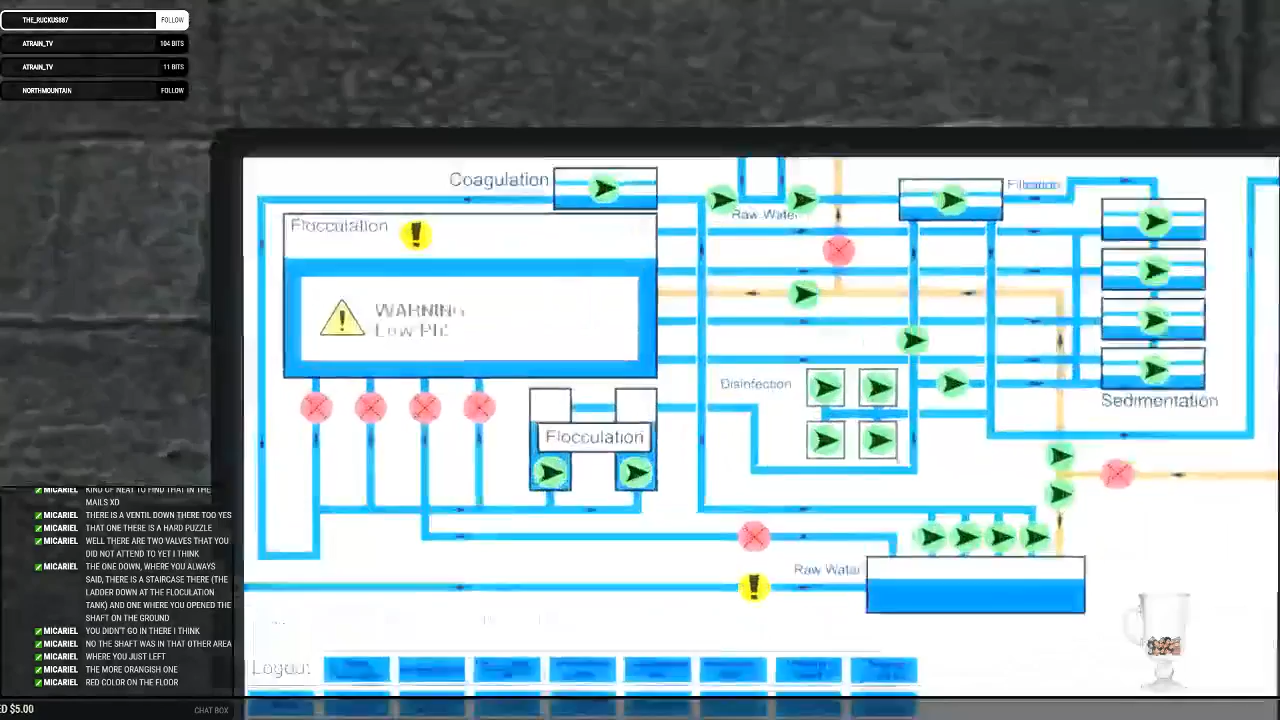 THE_RUCKUS887 FOLLOW
ATRAIN_TV 104 BITS
ATRAIN_TV 11 BITS
NORTHMOUNTAIN FOLLOW
Coagulation
Raw Water
Filtration
Flocculation
WARNING
Low PH!
Disinfection
Sedimentation
Flocculation
Raw Water
Logout
MICARIEL KIND OF NEAT TO FIND THAT IN THE
MAILS XD
MICARIEL THERE IS A VENTIL DOWN THERE TOO YES
MICARIEL THAT ONE THERE IS A HARD PUZZLE
MICARIEL WELL THERE ARE TWO VALVES THAT YOU
DID NOT ATTEND TO YET I THINK
MICARIEL THE ONE DOWN, WHERE YOU ALWAYS
SAID, THERE IS A STAIRCASE THERE (THE
LADDER DOWN AT THE FLOCULATION
TANK) AND ONE WHERE YOU OPENED THE
SHAFT ON THE GROUND
MICARIEL YOU DIDN'T GO IN THERE I THINK
MICARIEL NO THE SHAFT WAS IN THAT OTHER AREA
MICARIEL WHERE YOU JUST LEFT
MICARIEL THE MORE ORANGISH ONE
MICARIEL RED COLOR ON THE FLOOR
ED $5.00 CHAT BOX